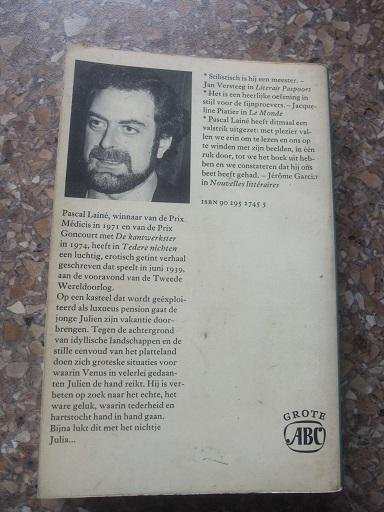 * Stilistisch is hij een meester. –
Jan Versteeg in Literair Paspoort
* Het is een heerlijke oefening in
stijl voor de fijnproevers. – Jacque-
line Piatier in Le Monde
* Pascal Lainé heeft ditmaal een
valstrik uitgezet: met plezier val-
len we erin om te lezen en ons op
te winden met zijn beelden, in één
ruk door, tot we het boek uit heb-
ben en we constateren dat hij ons
beet heeft gehad. – Jérôme Garcin
in Nouvelles littéraires
ISBN 90 295 2745 5
Pascal Lainé, winnaar van de Prix
Médicis in 1971 en van de Prix
Goncourt met De kantwerkster
in 1974, heeft in Tedere nichten
een luchtig, erotisch getint verhaal
geschreven dat speelt in juni 1939,
aan de vooravond van de Tweede
Wereldoorlog.
Op een kasteel dat wordt geëxploi-
teerd als luxueus pension gaat de
jonge Julien zijn vakantie door-
brengen. Tegen de achtergrond
van idyllische landschappen en de
stille eenvoud van het platteland
doen zich groteske situaties voor
waarin Venus in velerlei gedaan-
ten Julien de hand reikt. Hij is ver-
beten op zoek naar het echte, het
ware geluk, waarin tederheid en
hartstocht hand in hand gaan.
Bijna lukt dit met het nichtje
Julia...
GROTE
ABC